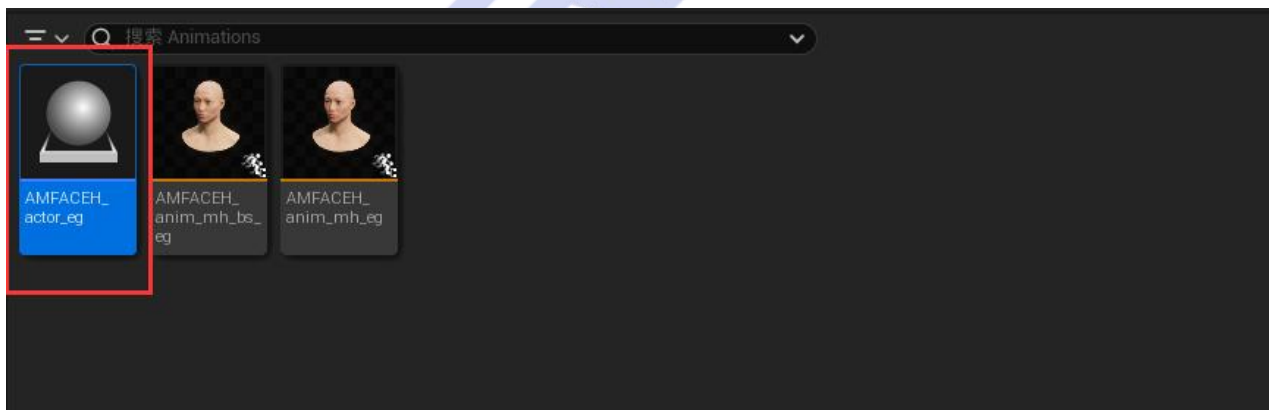 搜索 Animations
AMFACEH_
actor_eg
AMFACEH_
anim_mh_bs_
eg
AMFACEH_
anim_mh_eg